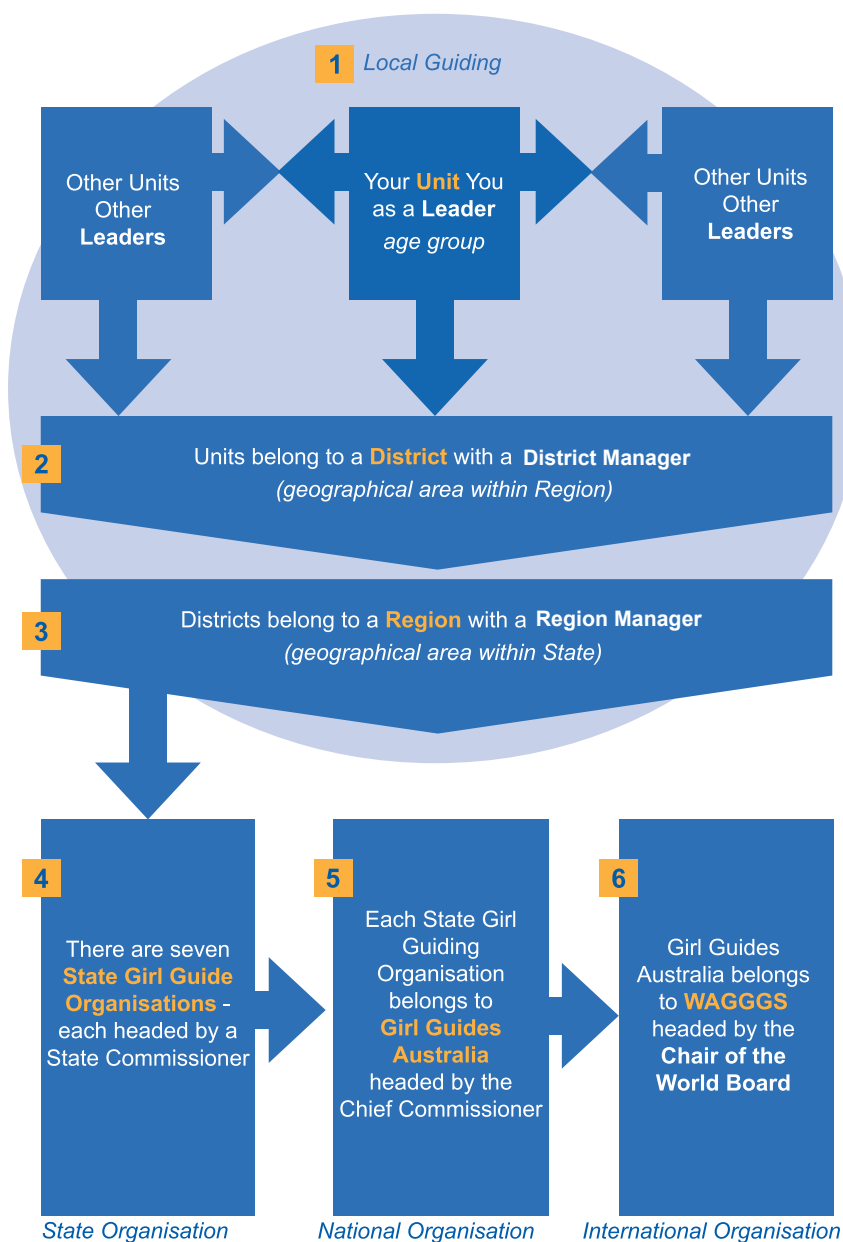 1 Local Guiding
Other Units
Other
Leaders
Your Unit You
as a Leader
age group
Other Units
Other
Leaders
2
Units belong to a District with a District Manager
(geographical area within Region)
3
Districts belong to a Region with a Region Manager
(geographical area within State)
4
There are seven
State Girl Guide
Organisations -
each headed by a
State Commissioner
State Organisation
5
Each State Girl
Guiding
Organisation
belongs to
Girl Guides
Australia
headed by the
Chief Commissioner
National Organisation
6
Girl Guides
Australia belongs
to WAGGGS
headed by the
Chair of the
World Board
International Organisation